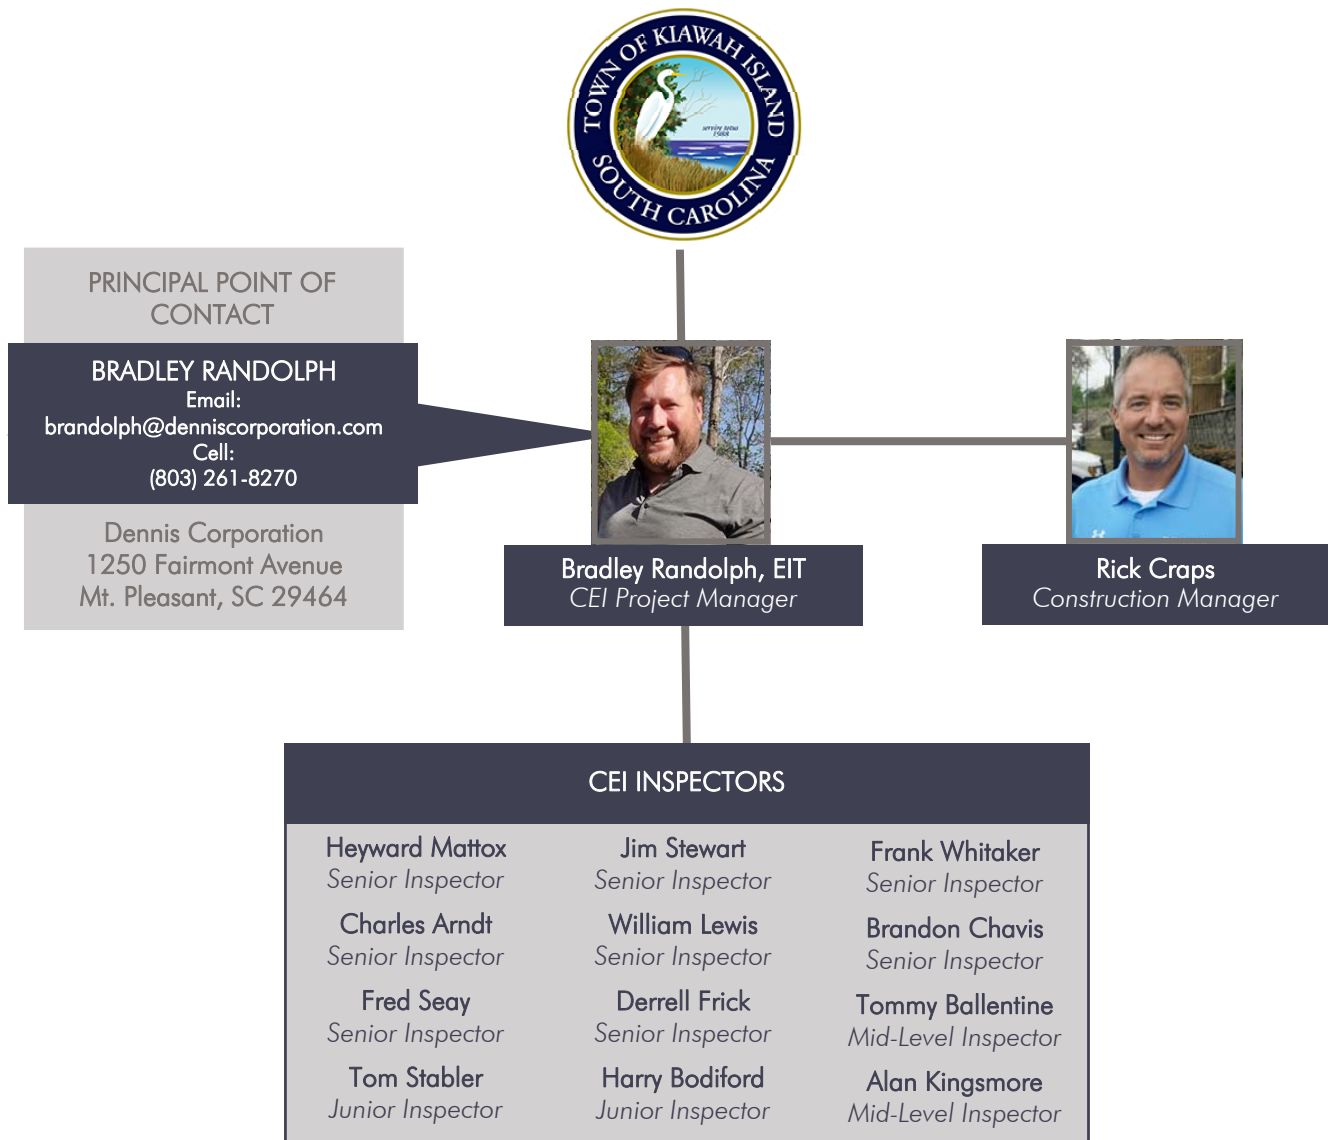 TOWN OF KIAWAH ISLAND
SOUTH CAROLINA
servire natus
1988
PRINCIPAL POINT OF
CONTACT
BRADLEY RANDOLPH
Email:
brandolph@denniscorporation.com
Cell:
(803) 261-8270
Dennis Corporation
1250 Fairmont Avenue
Mt. Pleasant, SC 29464
Bradley Randolph, EIT
CEI Project Manager
Rick Craps
Construction Manager
CEI INSPECTORS
Heyward Mattox
Senior Inspector
Charles Arndt
Senior Inspector
Fred Seay
Senior Inspector
Tom Stabler
Junior Inspector
Jim Stewart
Senior Inspector
William Lewis
Senior Inspector
Derrell Frick
Senior Inspector
Harry Bodiford
Junior Inspector
Frank Whitaker
Senior Inspector
Brandon Chavis
Senior Inspector
Tommy Ballentine
Mid-Level Inspector
Alan Kingsmore
Mid-Level Inspector